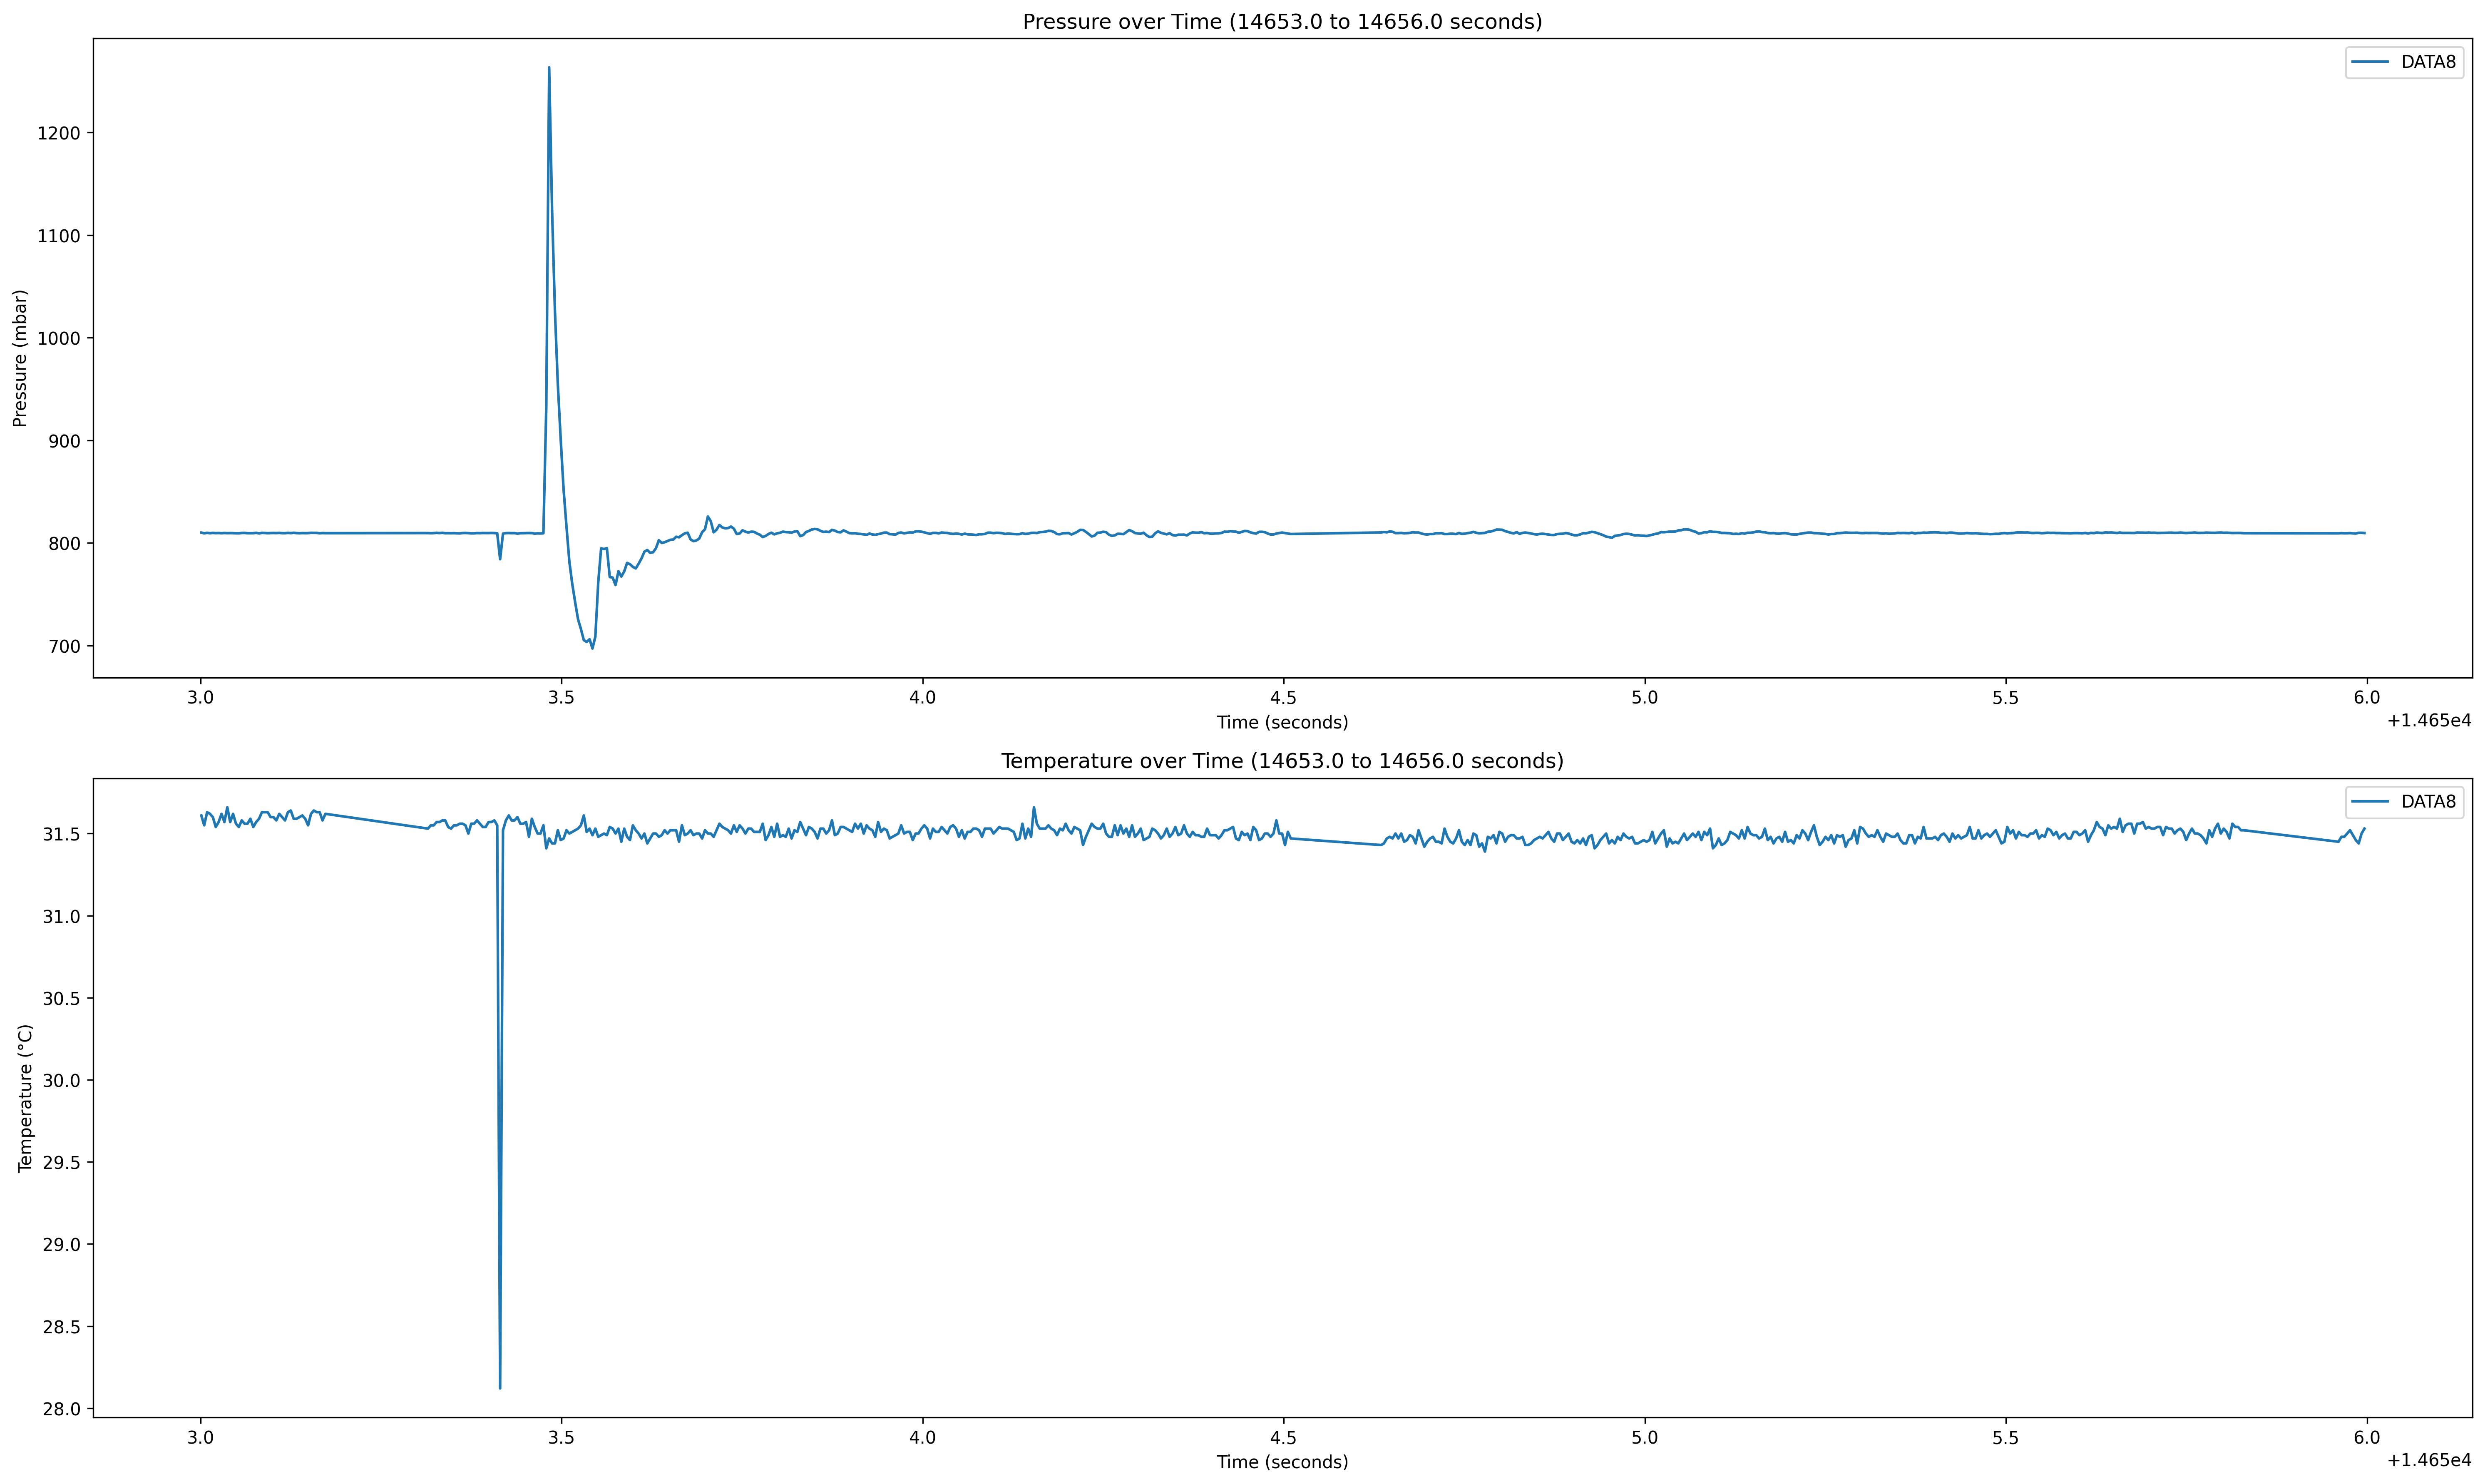 Pressure over Time (14653.0 to 14656.0 seconds)
DATA8
Pressure (mbar)
1200
1100
1000
900
800
700
3.0 3.5 4.0 4.5 5.0 5.5 6.0
Time (seconds)
+1.465e4
Temperature over Time (14653.0 to 14656.0 seconds)
DATA8
Temperature (°C)
31.5
31.0
30.5
30.0
29.5
29.0
28.5
28.0
3.0 3.5 4.0 4.5 5.0 5.5 6.0
Time (seconds)
+1.465e4